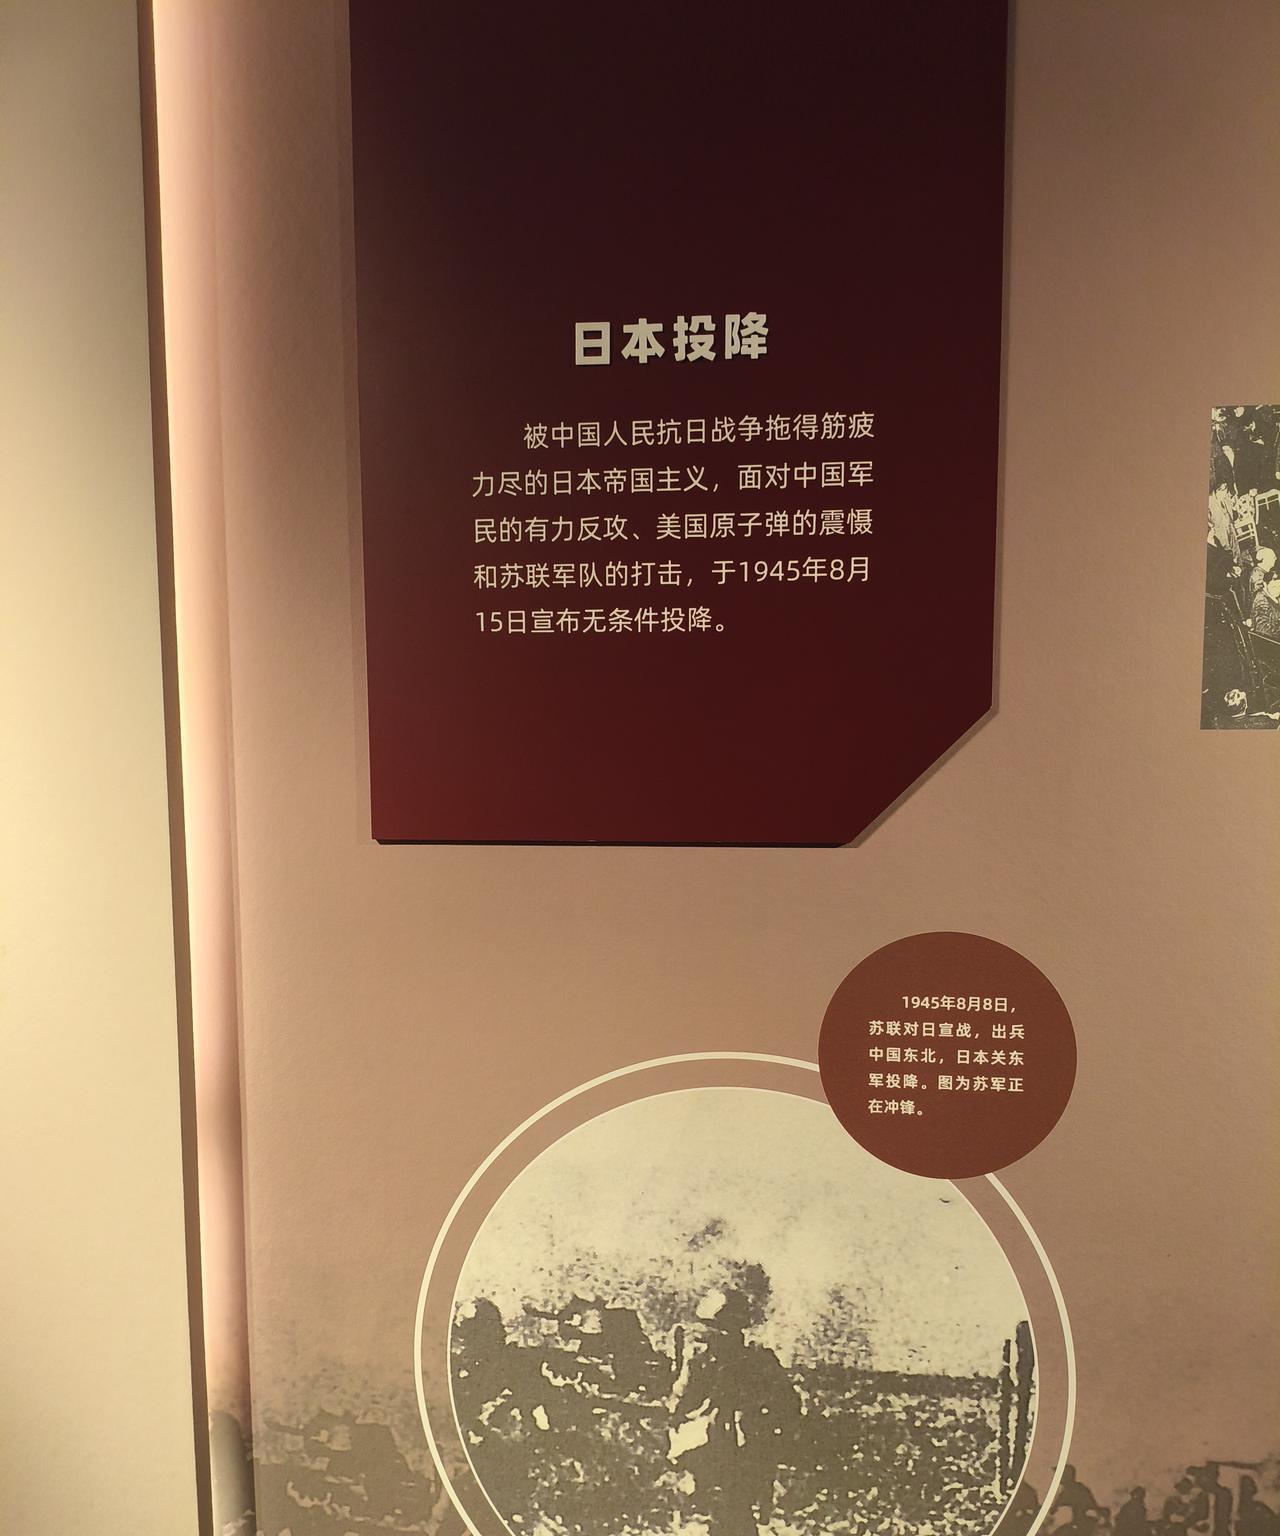 日本投降
被中国人民抗日战争拖得筋疲
力尽的日本帝国主义，面对中国军
民的有力反攻、美国原子弹的震慑
和苏联军队的打击，于1945年8月
15日宣布无条件投降。
1945年8月8日，
苏联对日宣战，出兵
中国东北，日本关东
军投降。图为苏军正
在冲锋。